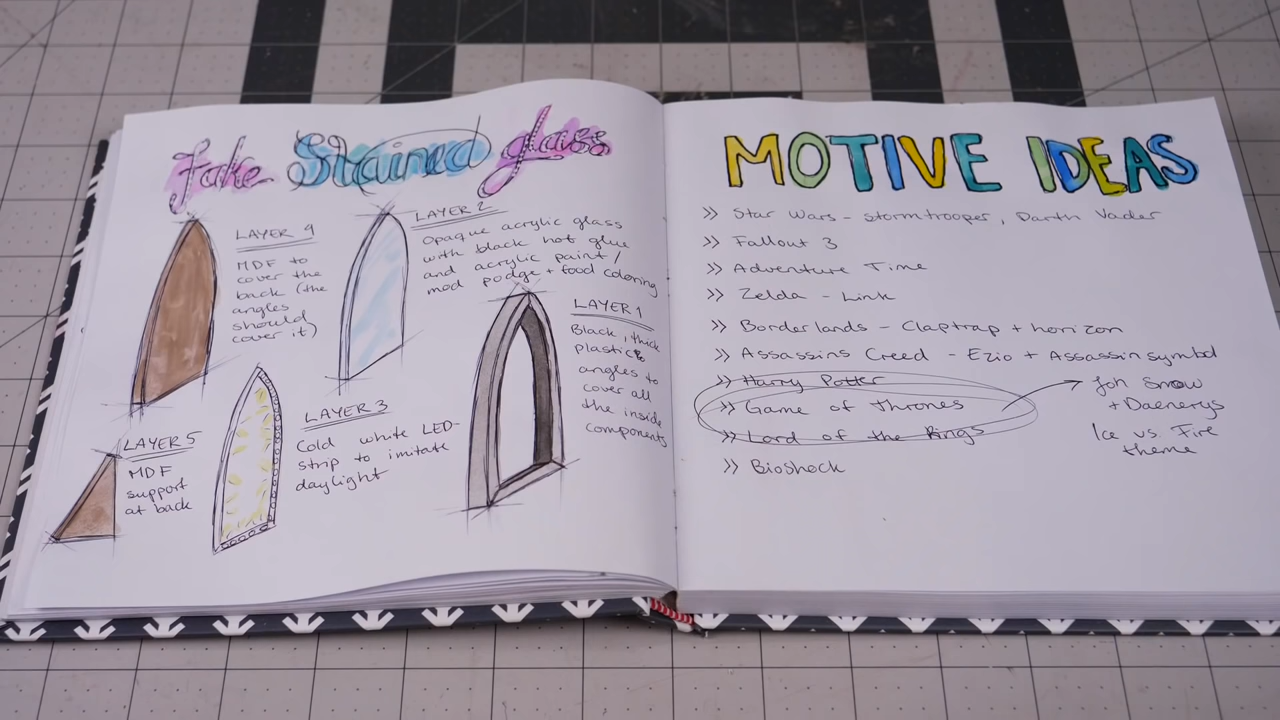 Fake Stained glass
LAYER 4
MDF to
cover the
back (the
angles
should
cover it)
LAYER 2
Opaque acrylic glass
with black hot glue
and acrylic paint /
mod podge + food coloring
LAYER 1
Black, thick
plastic
angles to
cover all
the inside
components
LAYER 3
Cold white LED-
strip to imitate
daylight
LAYER 5
MDF
support
at back
MOTIVE IDEAS
>> Star Wars - stormtrooper, Darth Vader
>> Fallout 3
>> Adventure Time
>> Zelda - Link
>> Borderlands - Claptrap + horizon
>> Assassins Creed - Ezio + Assassin symbol
>> Harry Potter
>> Game of Thrones
>> Lord of the Rings
>> Bioshock
Jon Snow
+ Daenerys
Ice vs. Fire
theme